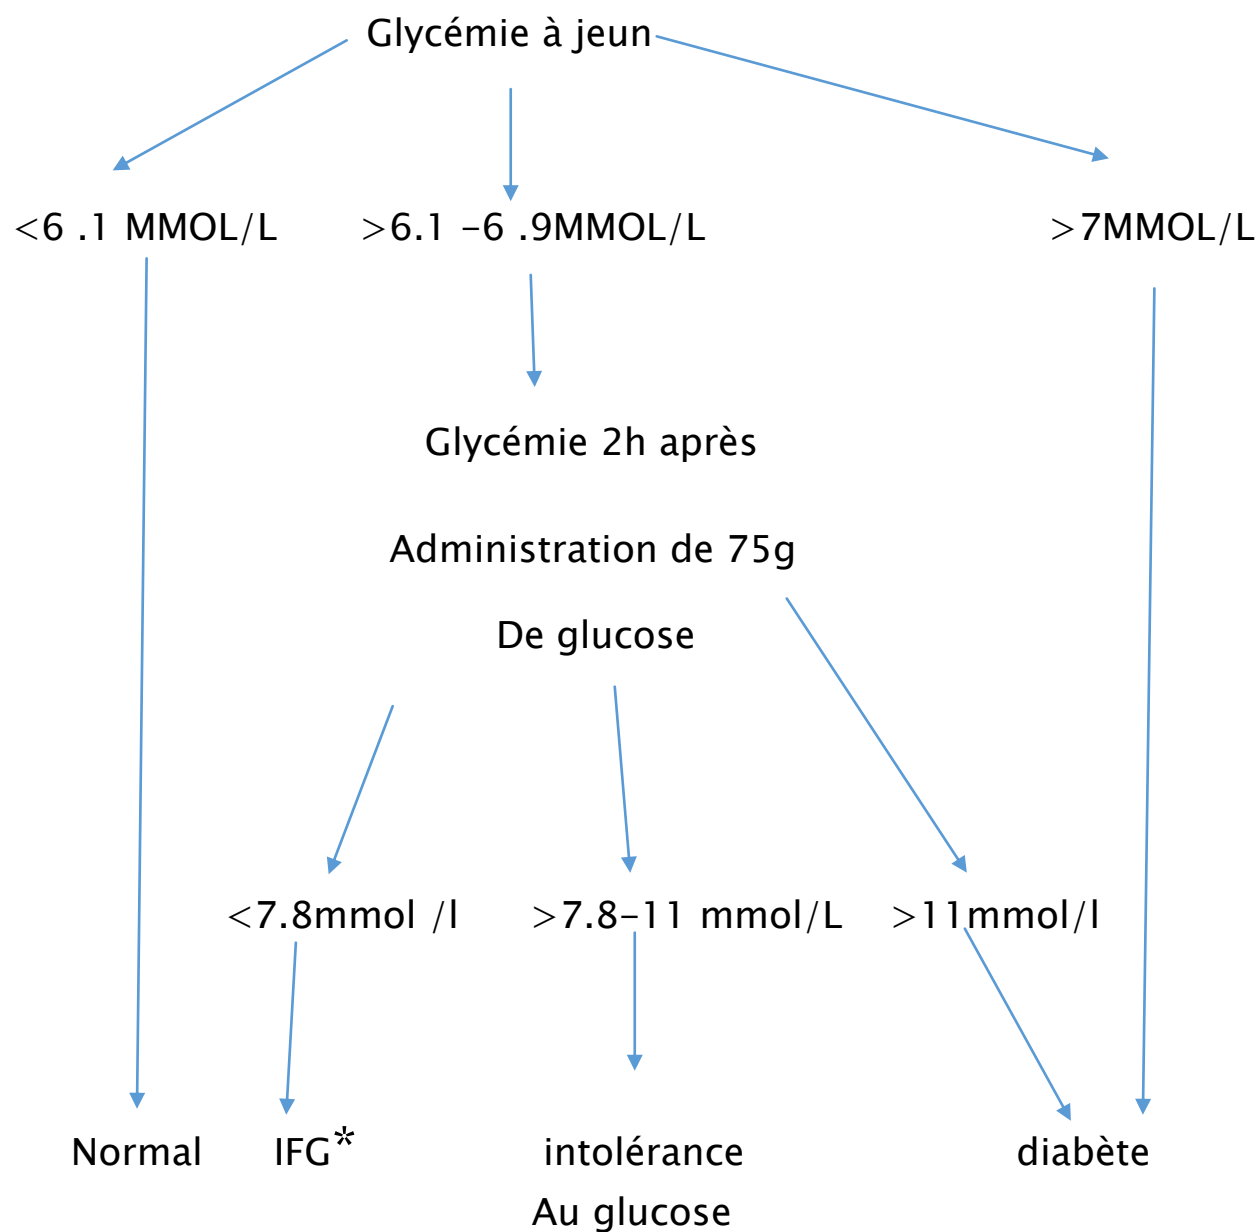 Glycémie à jeun
<6 .1 MMOL/L >6.1 –6 .9MMOL/L >7MMOL/L
Glycémie 2h après
Administration de 75g
De glucose
<7.8mmol /l >7.8–11 mmol/L >11mmol/l
Normal IFG* intolérance diabète
Au glucose